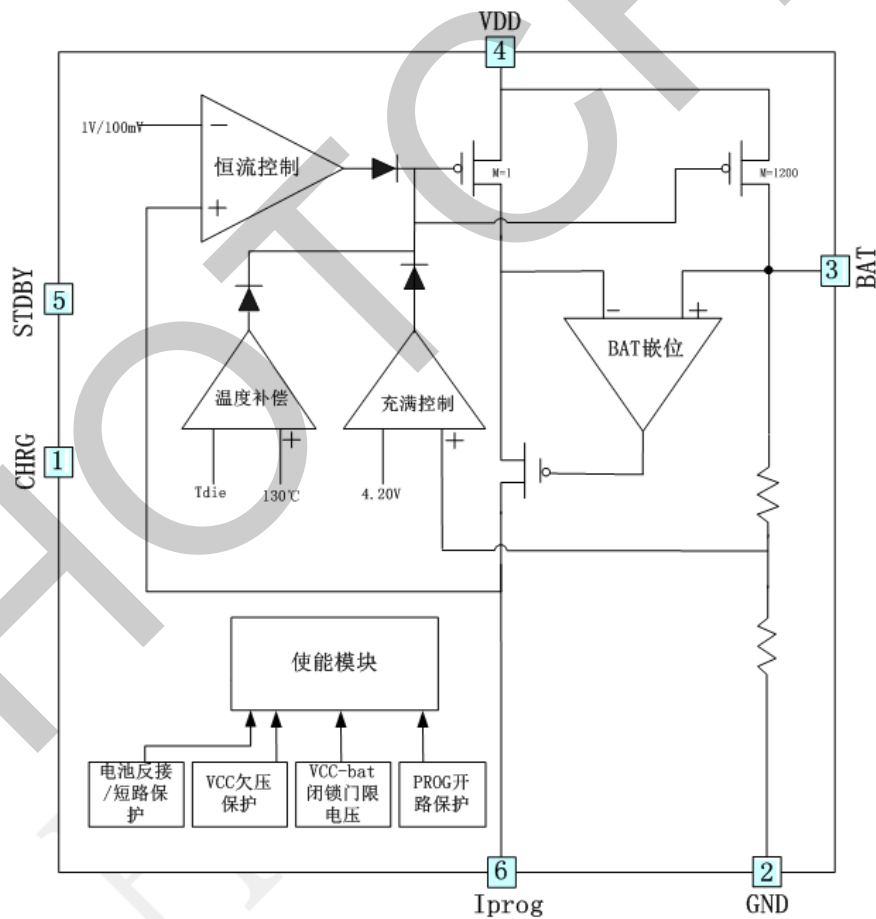 VDD
4
1V/100mV
−
恒流控制
+
M=1
M=1200
STDBY
5
3
BAT
−
+
BAT嵌位
温度补偿
+
充满控制
+
CHRG
1
Tdie
130℃
4.20V
使能模块
电池反接
/短路保
护
VCC欠压
保护
VCC-bat
闭锁门限
电压
PROG开
路保护
6
Iprog
2
GND
HOTCH